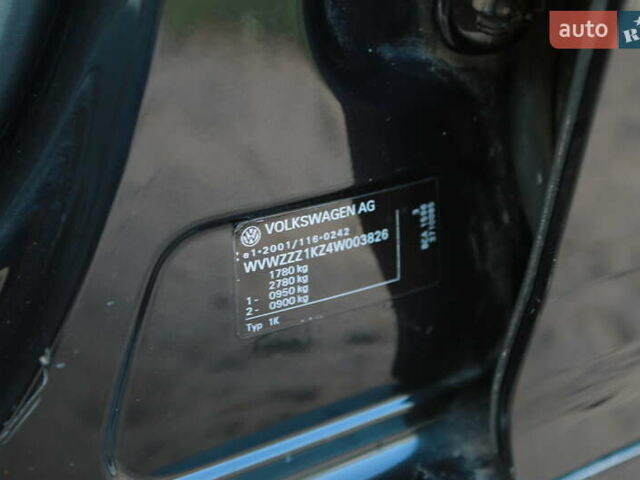 auto
R
VOLKSWAGEN AG
e1*2001/116*0242
WVWZZZ1KZ4W003826
1780 kg
2780 kg
1- 0950 kg
2- 0900 kg
Typ 1K